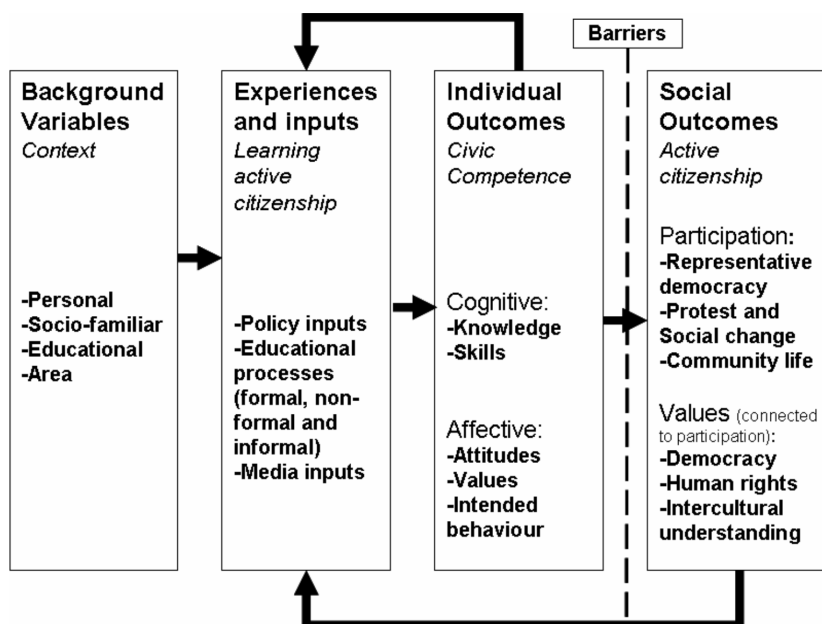 Barriers
Background
Variables
Context
-Personal
-Socio-familiar
-Educational
-Area
Experiences
and inputs
Learning
active
citizenship
-Policy inputs
-Educational
processes
(formal, non-
formal and
informal)
-Media inputs
Individual
Outcomes
Civic
Competence
Cognitive:
-Knowledge
-Skills
Affective:
-Attitudes
-Values
-Intended
behaviour
Social
Outcomes
Active
citizenship
Participation:
-Representative
democracy
-Protest and
Social change
-Community life
Values (connected
to participation):
-Democracy
-Human rights
-Intercultural
understanding